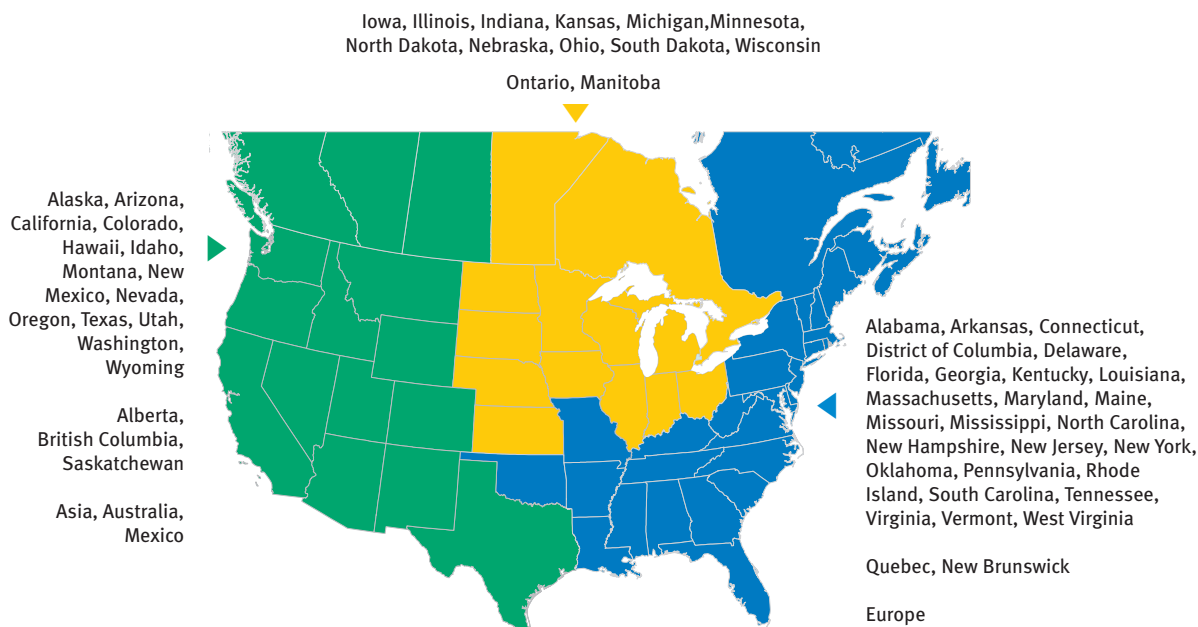 Iowa, Illinois, Indiana, Kansas, Michigan,Minnesota,
North Dakota, Nebraska, Ohio, South Dakota, Wisconsin
Ontario, Manitoba
Alaska, Arizona,
California, Colorado,
Hawaii, Idaho,
Montana, New
Mexico, Nevada,
Oregon, Texas, Utah,
Washington,
Wyoming
Alberta,
British Columbia,
Saskatchewan
Asia, Australia,
Mexico
Alabama, Arkansas, Connecticut,
District of Columbia, Delaware,
Florida, Georgia, Kentucky, Louisiana,
Massachusetts, Maryland, Maine,
Missouri, Mississippi, North Carolina,
New Hampshire, New Jersey, New York,
Oklahoma, Pennsylvania, Rhode
Island, South Carolina, Tennessee,
Virginia, Vermont, West Virginia
Quebec, New Brunswick
Europe